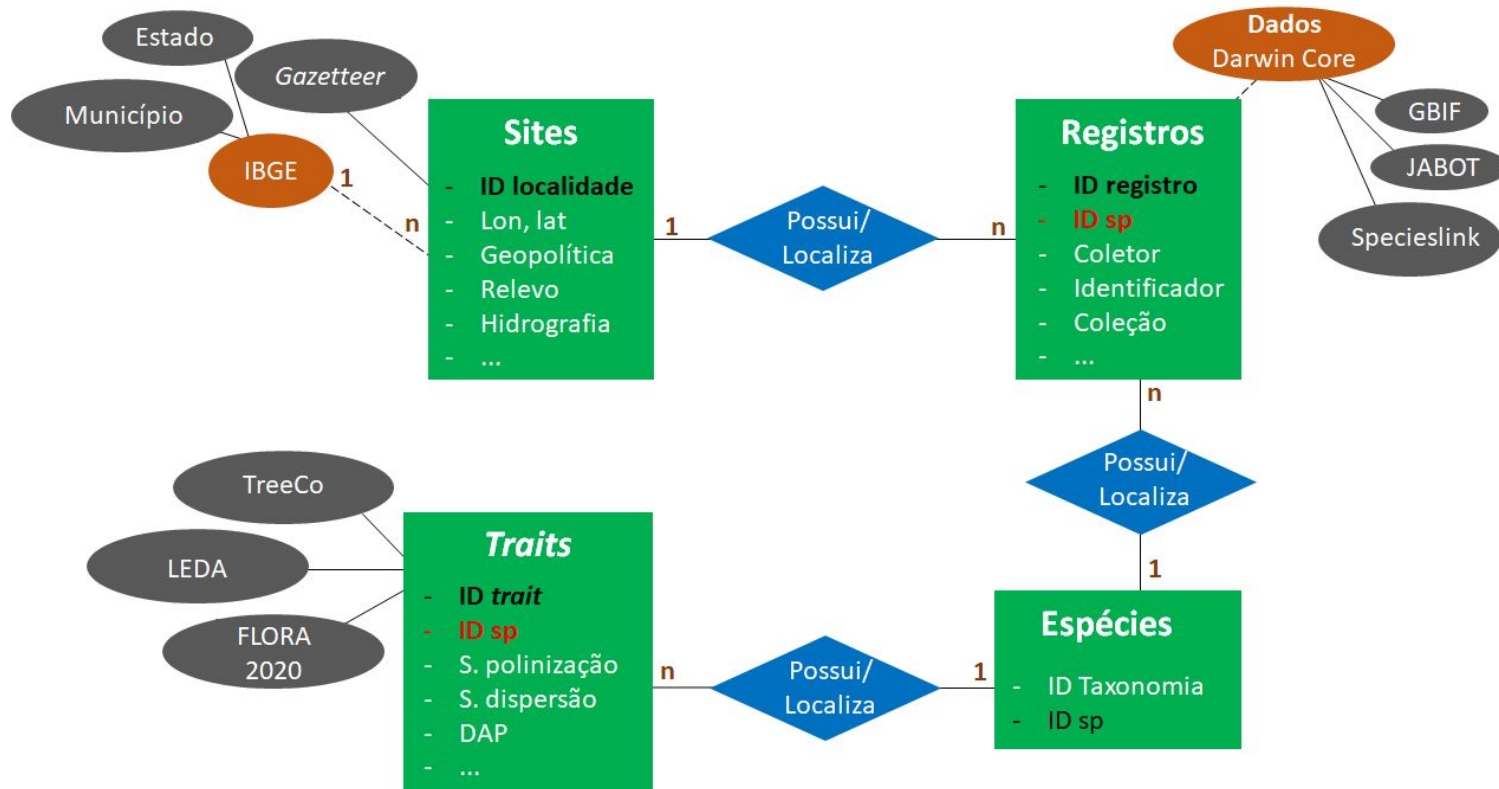 Estado
Gazetteer
Município
IBGE
1
n
Sites
- ID localidade
- Lon, lat
- Geopolítica
- Relevo
- Hidrografia
- ...
1
Possui/
Localiza
n
Dados
Darwin Core
GBIF
JABOT
Specieslink
Registros
- ID registro
- ID sp
- Coletor
- Identificador
- Coleção
- ...
n
Possui/
Localiza
1
TreeCo
LEDA
FLORA
2020
Traits
- ID trait
- ID sp
- S. polinização
- S. dispersão
- DAP
- ...
n
Possui/
Localiza
1
Espécies
- ID Taxonomia
- ID sp